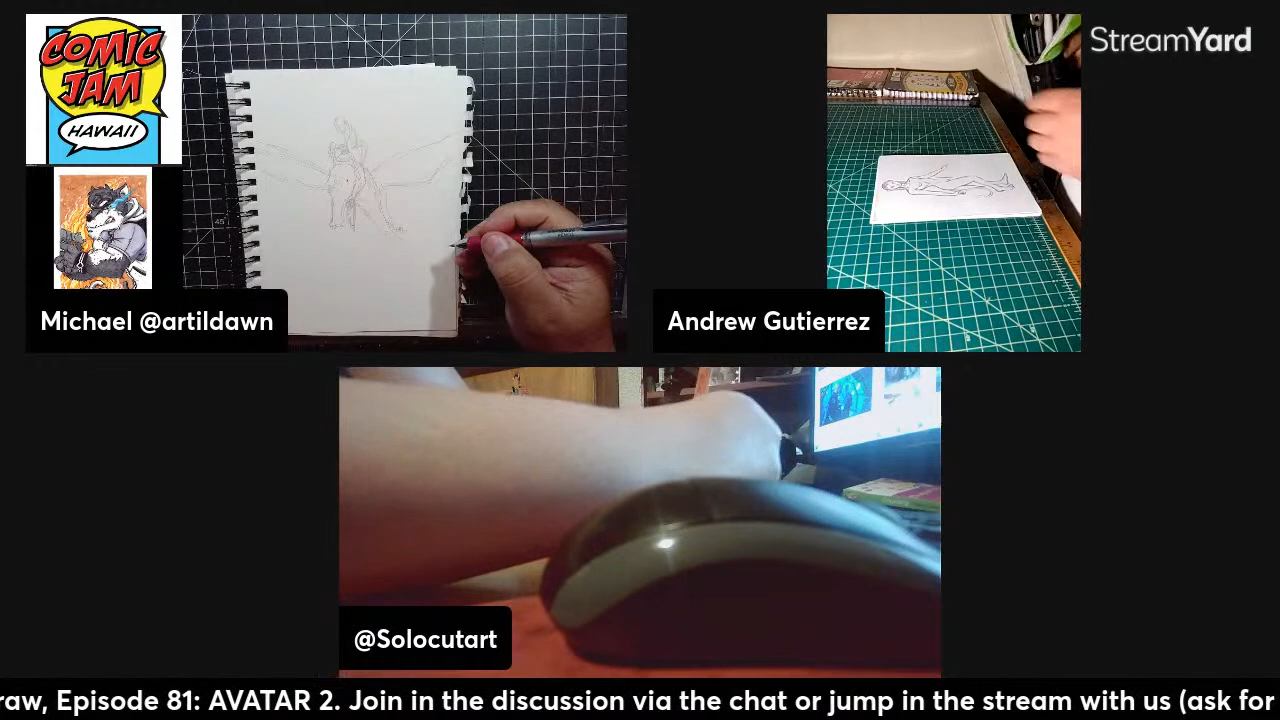 COMIC
JAM
HAWAII
StreamYard
Michael @artildawn
Andrew Gutierrez
@Solocutart
raw, Episode 81: AVATAR 2. Join in the discussion via the chat or jump in the stream with us (ask for